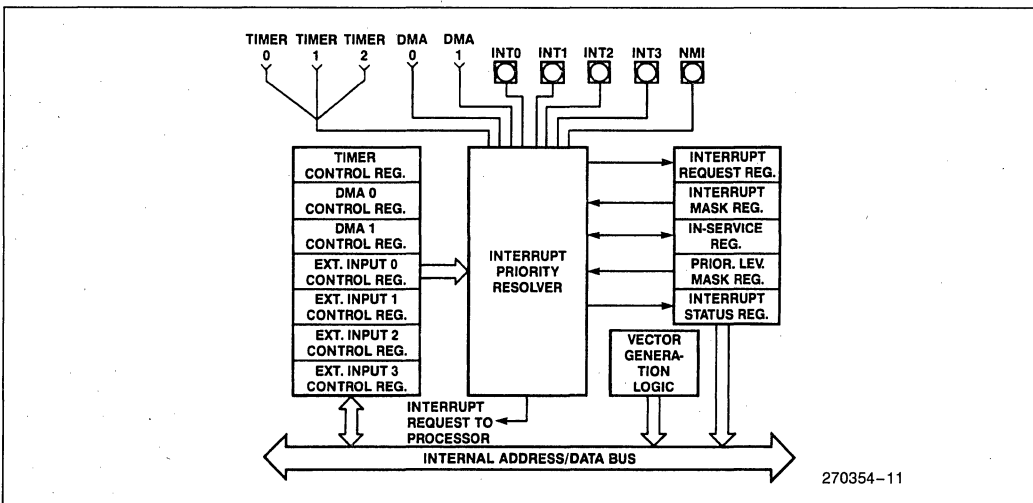 TIMER TIMER TIMER DMA DMA
0 1 2 0 1
INT0 INT1 INT2 INT3 NMI
TIMER
CONTROL REG.
DMA 0
CONTROL REG.
DMA 1
CONTROL REG.
EXT. INPUT 0
CONTROL REG.
EXT. INPUT 1
CONTROL REG.
EXT. INPUT 2
CONTROL REG.
EXT. INPUT 3
CONTROL REG.
INTERRUPT
PRIORITY
RESOLVER
INTERRUPT
REQUEST REG.
INTERRUPT
MASK REG.
IN-SERVICE
REG.
PRIOR. LEV.
MASK REG.
INTERRUPT
STATUS REG.
VECTOR
GENERA-
TION
LOGIC
INTERRUPT
REQUEST TO
PROCESSOR
INTERNAL ADDRESS/DATA BUS
270354–11